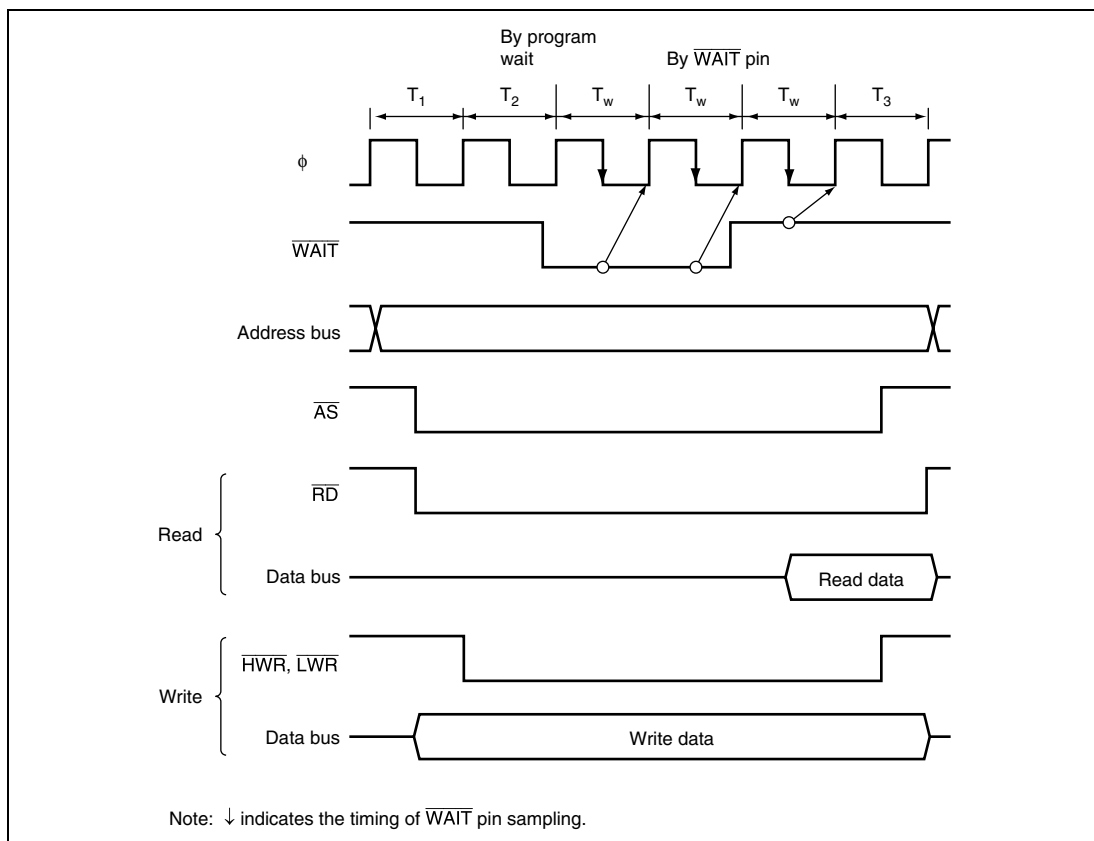 By program
wait
By WAIT pin
T1 T2 Tw Tw Tw T3
ϕ
WAIT
Address bus
AS
RD
Read
Data bus
Read data
HWR, LWR
Write
Data bus
Write data
Note: ↓ indicates the timing of WAIT pin sampling.